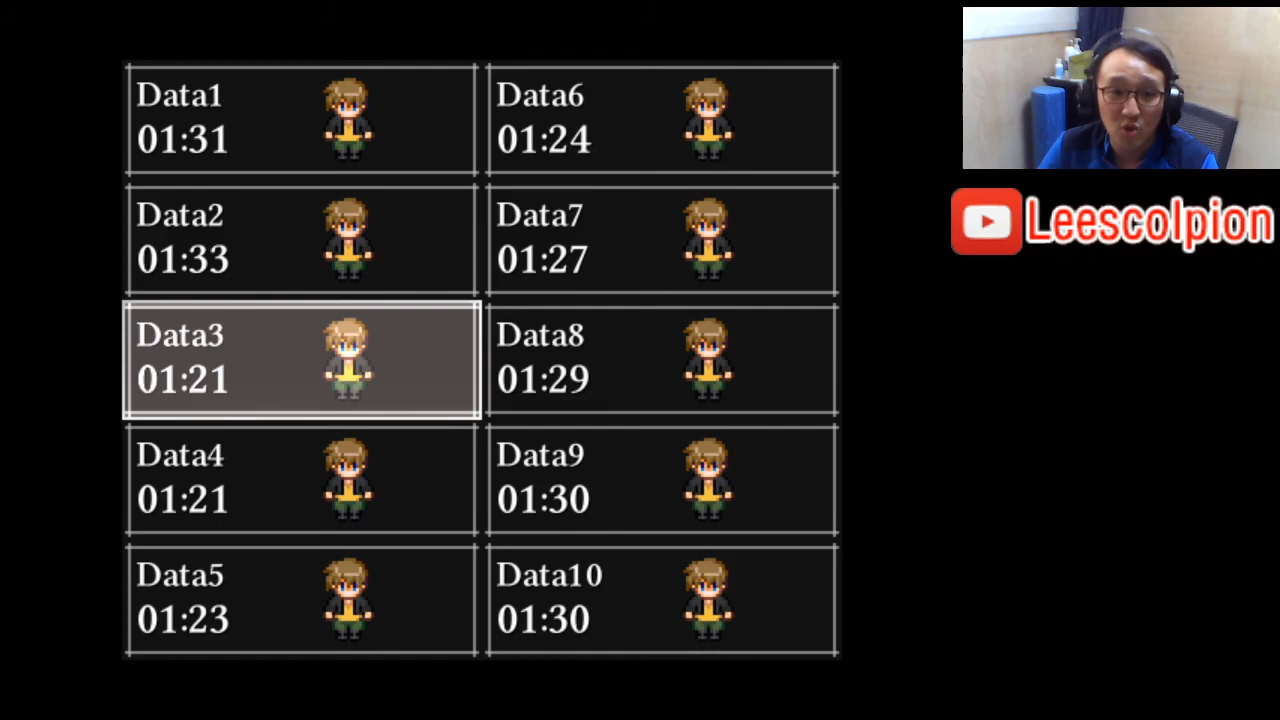 Data1
01:31
Data2
01:33
Data3
01:21
Data4
01:21
Data5
01:23
Data6
01:24
Data7
01:27
Data8
01:29
Data9
01:30
Data10
01:30
Leescolpion